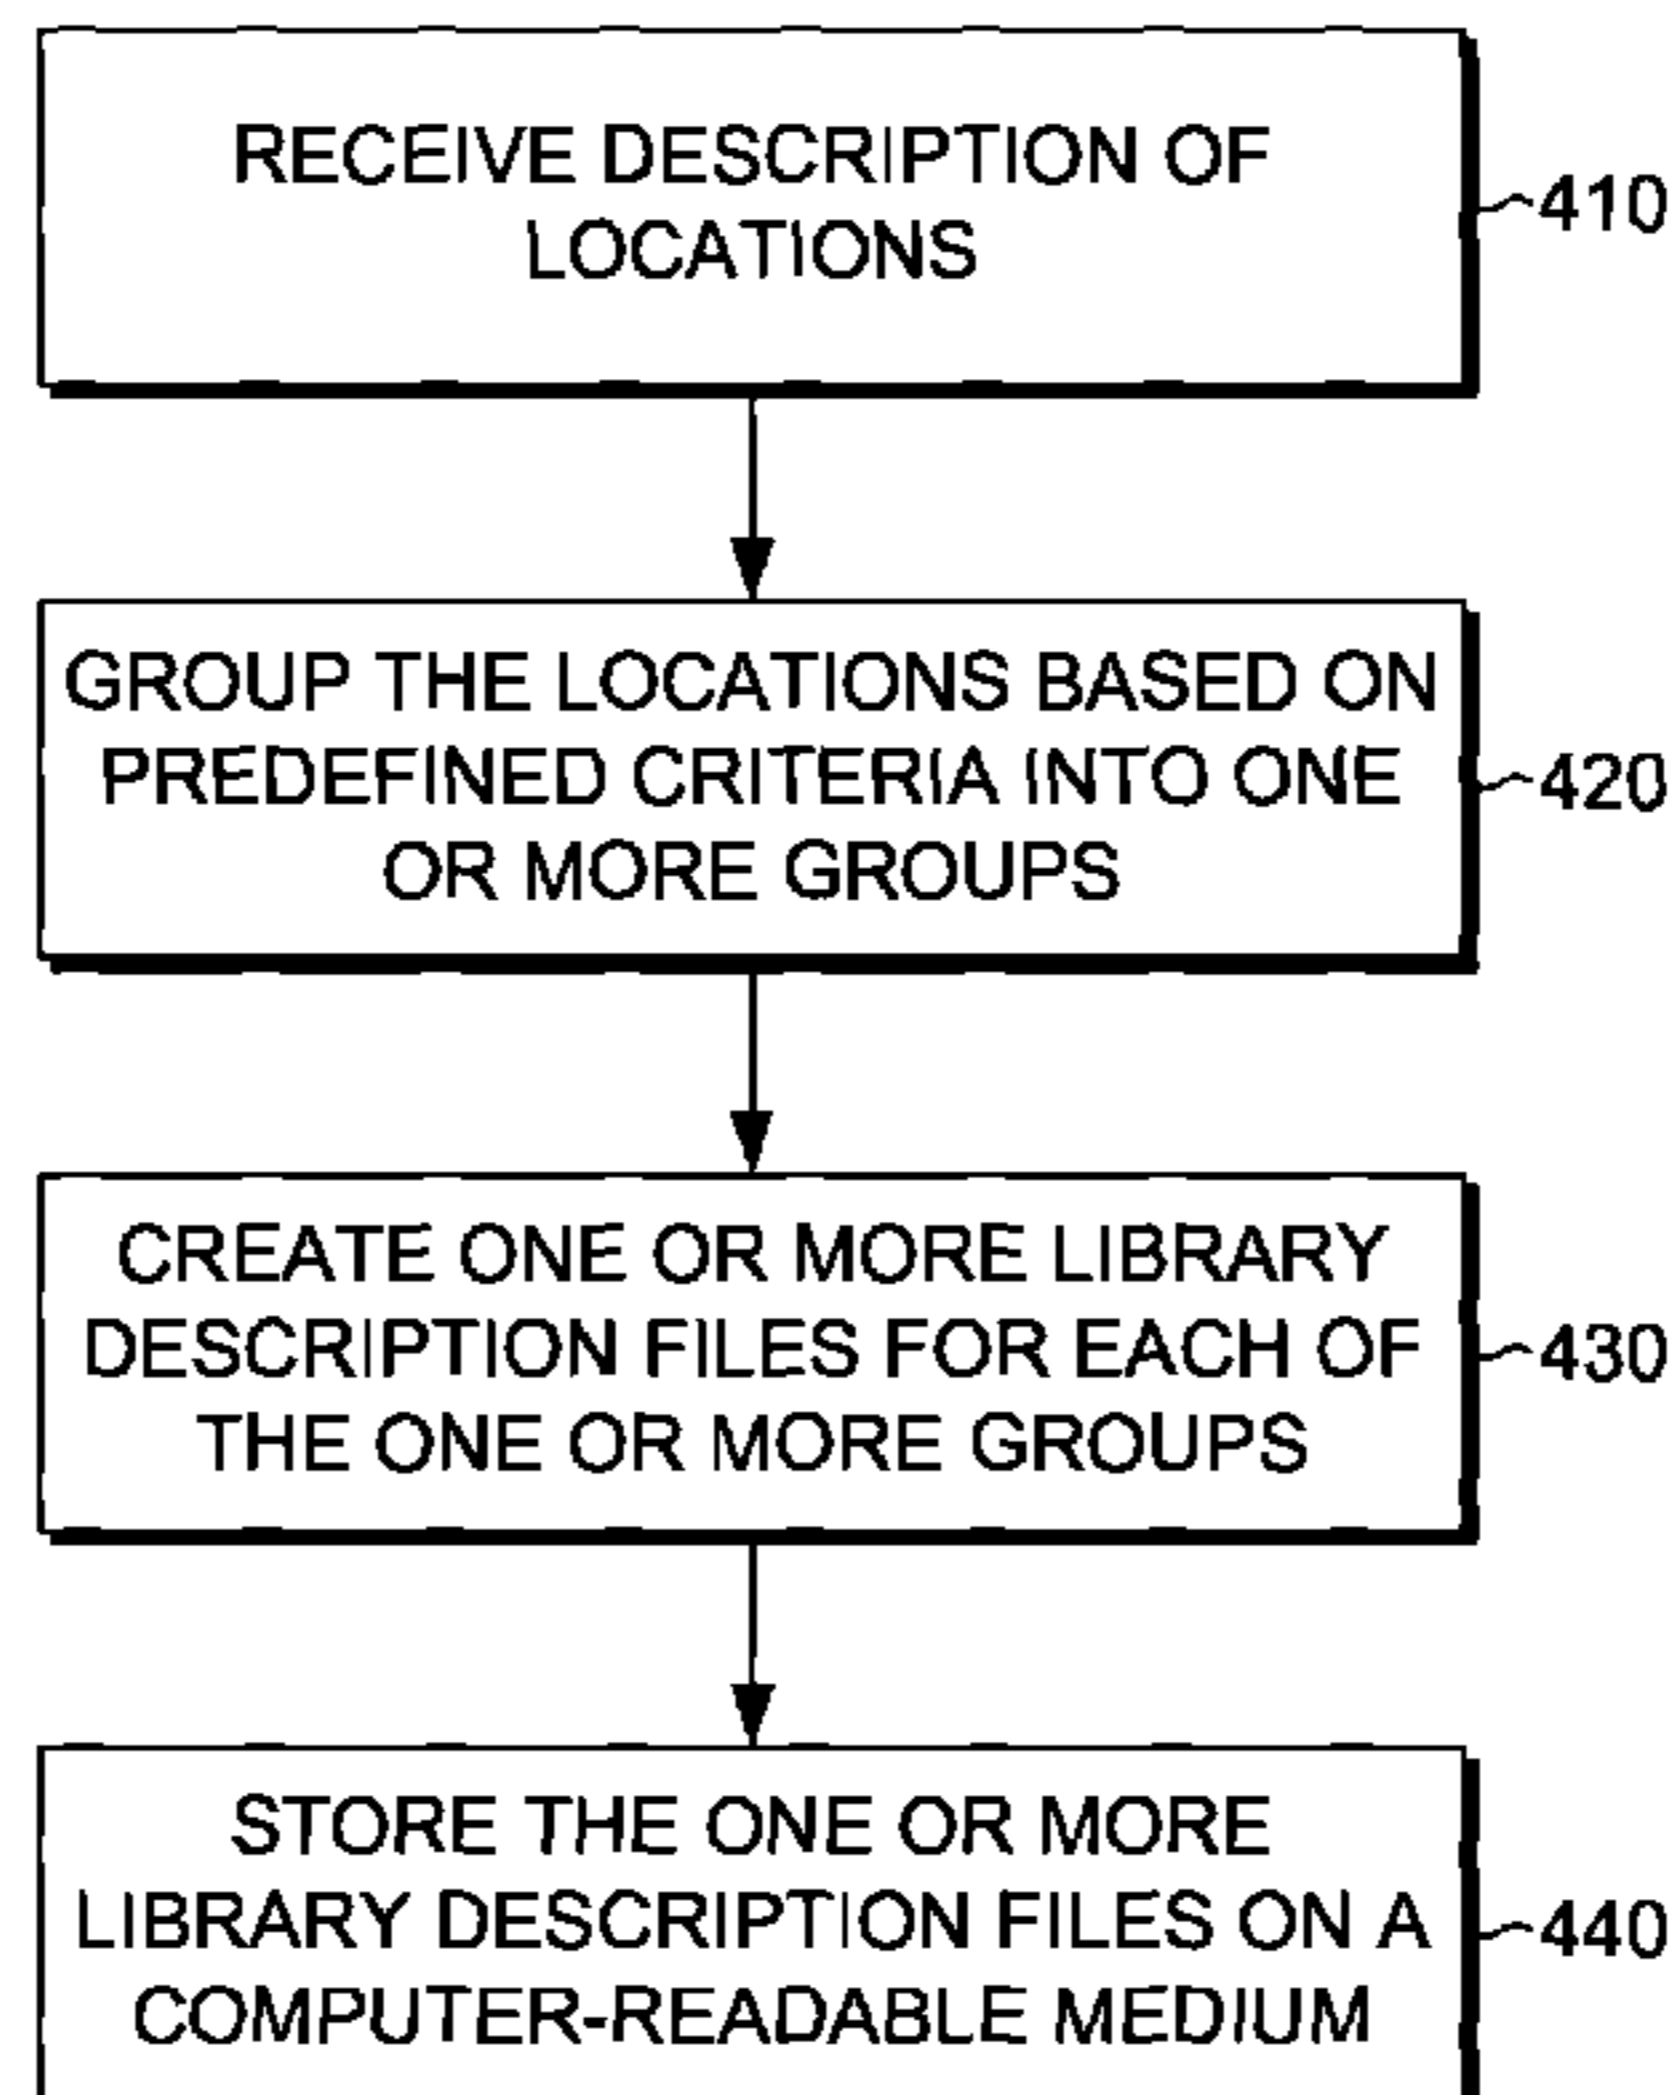 RECEIVE DESCRIPTION OF
LOCATIONS
410
GROUP THE LOCATIONS BASED ON
PREDEFINED CRITERIA INTO ONE
OR MORE GROUPS
420
CREATE ONE OR MORE LIBRARY
DESCRIPTION FILES FOR EACH OF
THE ONE OR MORE GROUPS
430
STORE THE ONE OR MORE
LIBRARY DESCRIPTION FILES ON A
COMPUTER-READABLE MEDIUM
440